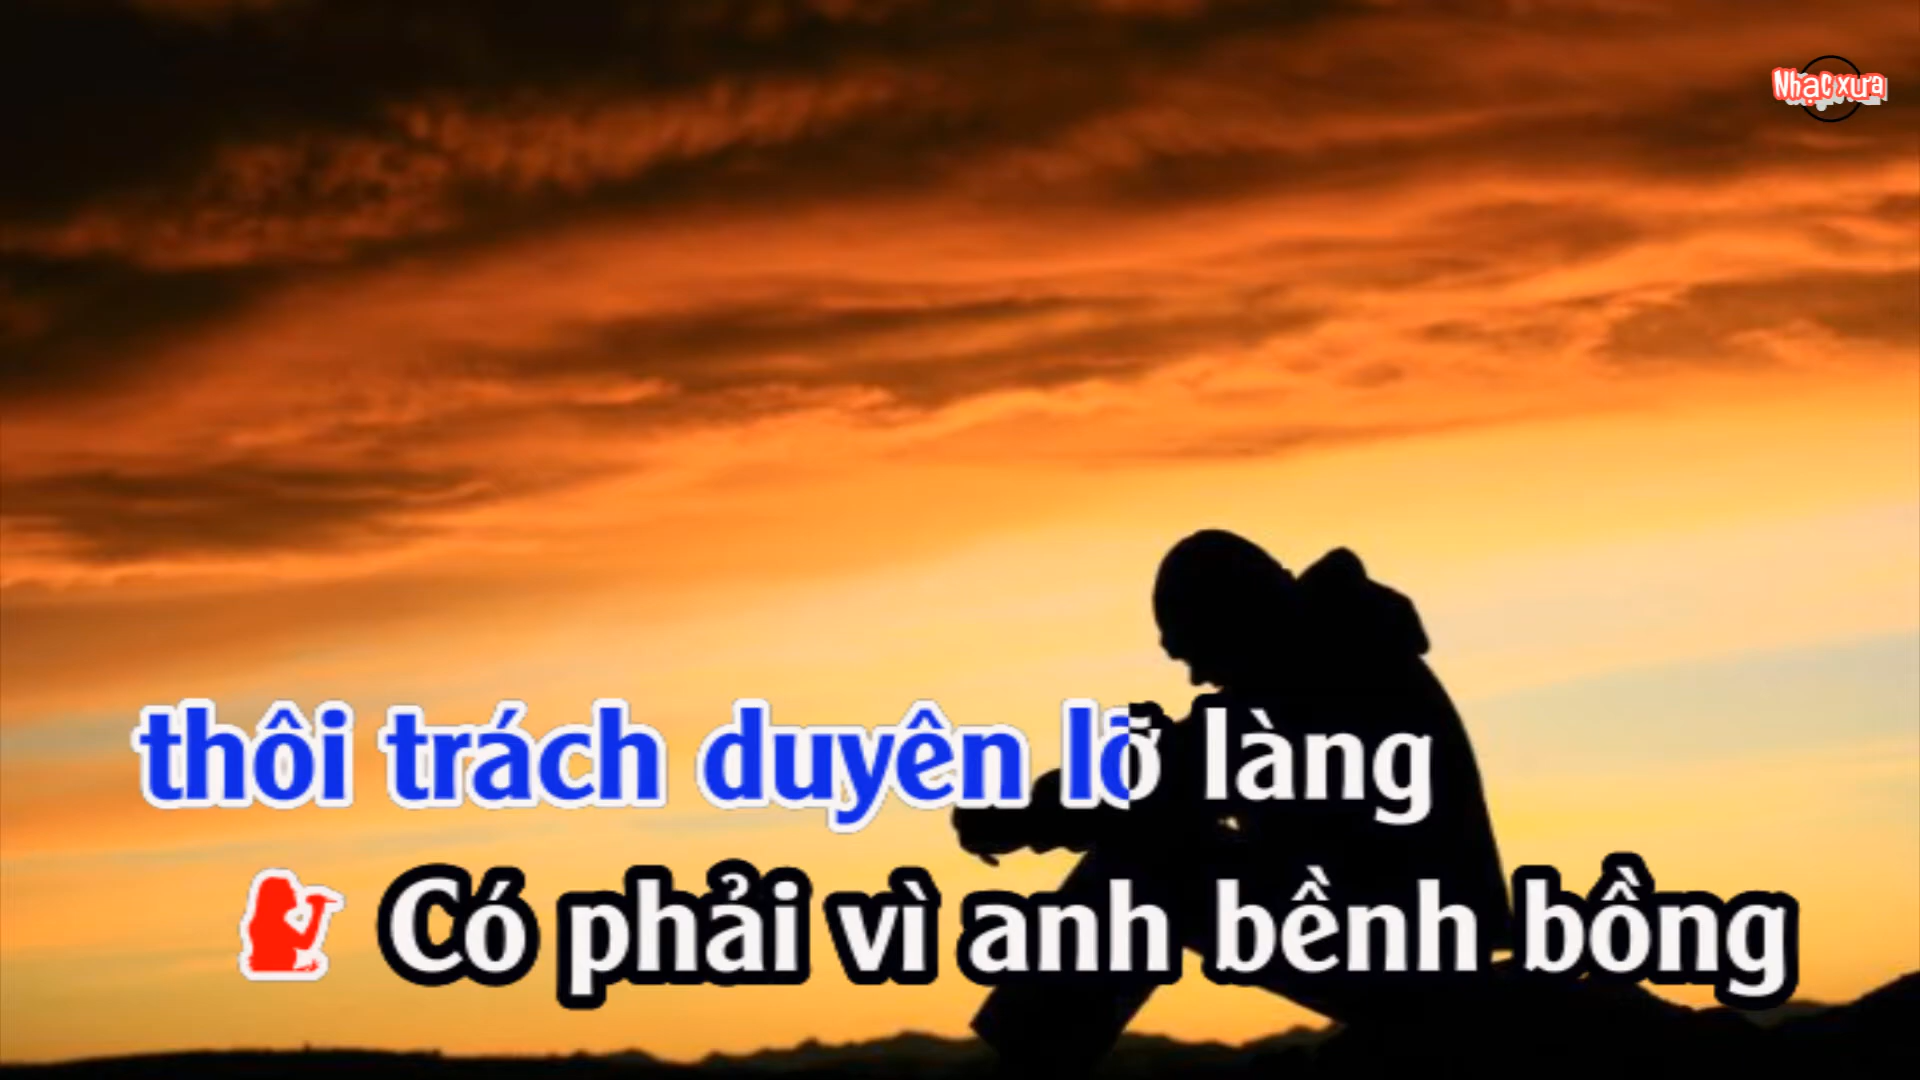 Nhạc xưa
thôi trách duyên lỡ làng
Có phải vì anh bềnh bồng